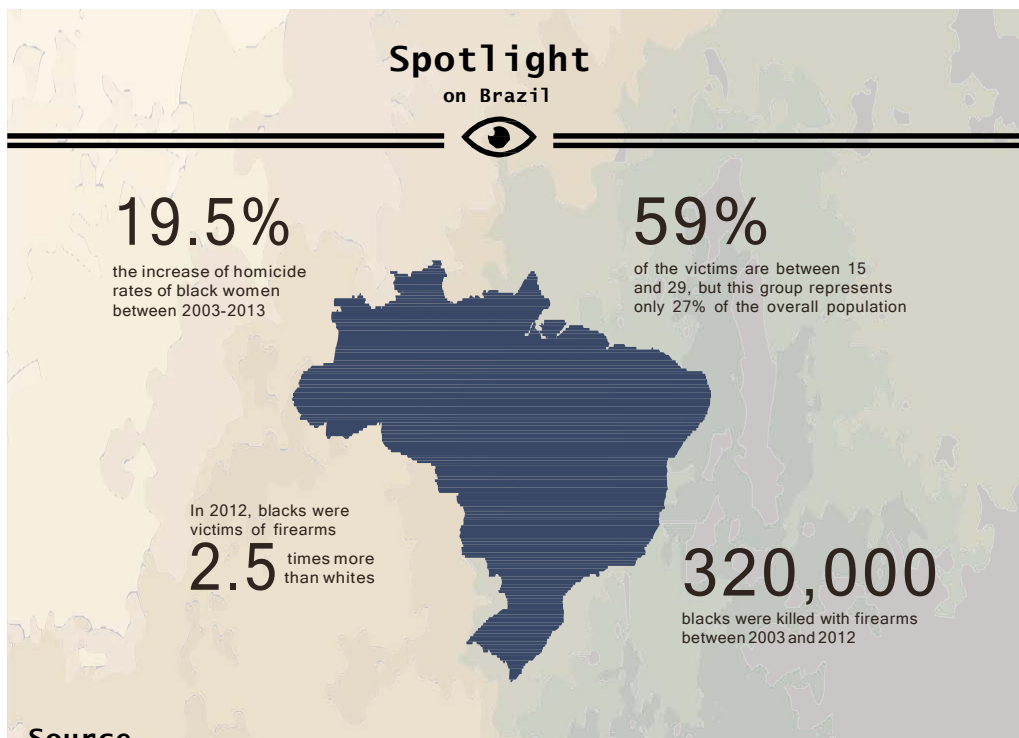 Spotlight
on Brazil
19.5%
the increase of homicide
rates of black women
between 2003-2013
59%
of the victims are between 15
and 29, but this group represents
only 27% of the overall population
In 2012, blacks were
victims of firearms
2.5 times more
than whites
320,000
blacks were killed with firearms
between 2003 and 2012
Source